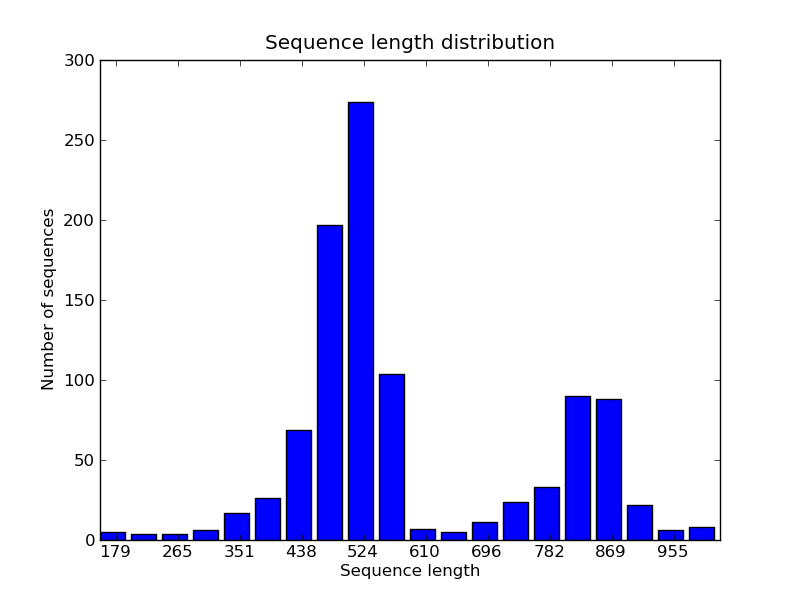 Sequence length distribution
300
250
200
150
100
50
0
Number of sequences
179 265 351 438 524 610 696 782 869 955
Sequence length